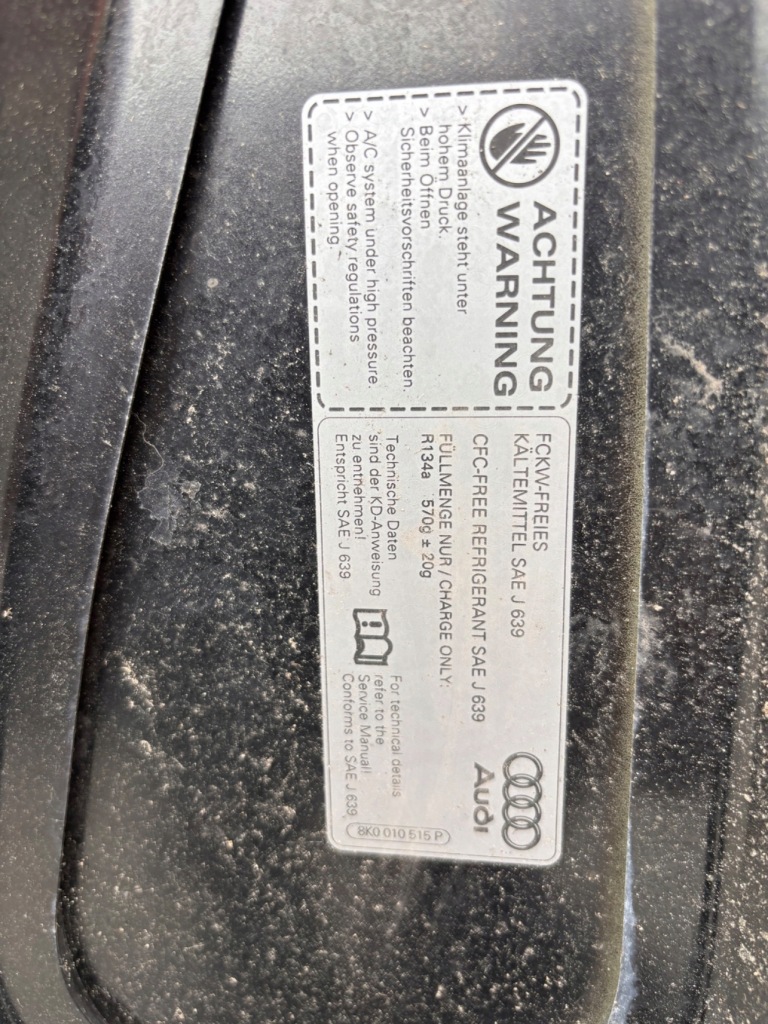 ACHTUNG
WARNING
> Klimaanlage steht unter
hohem Druck.
> Beim Öffnen
Sicherheitsvorschriften beachten.
> A/C system under high pressure.
> Observe safety regulations
when opening.
FCKW-FREIES
KÄLTEMITTEL SAE J 639
CFC-FREE REFRIGERANT SAE J 639
FÜLLMENGE NUR / CHARGE ONLY:
R134a 570g ± 20g
Audi
Technische Daten
sind der KD-Anweisung
zu entnehmen!
Entspricht SAE J 639
For technical details
refer to the
Service Manual!
Conforms to SAE J 639
8K0 010 515 P